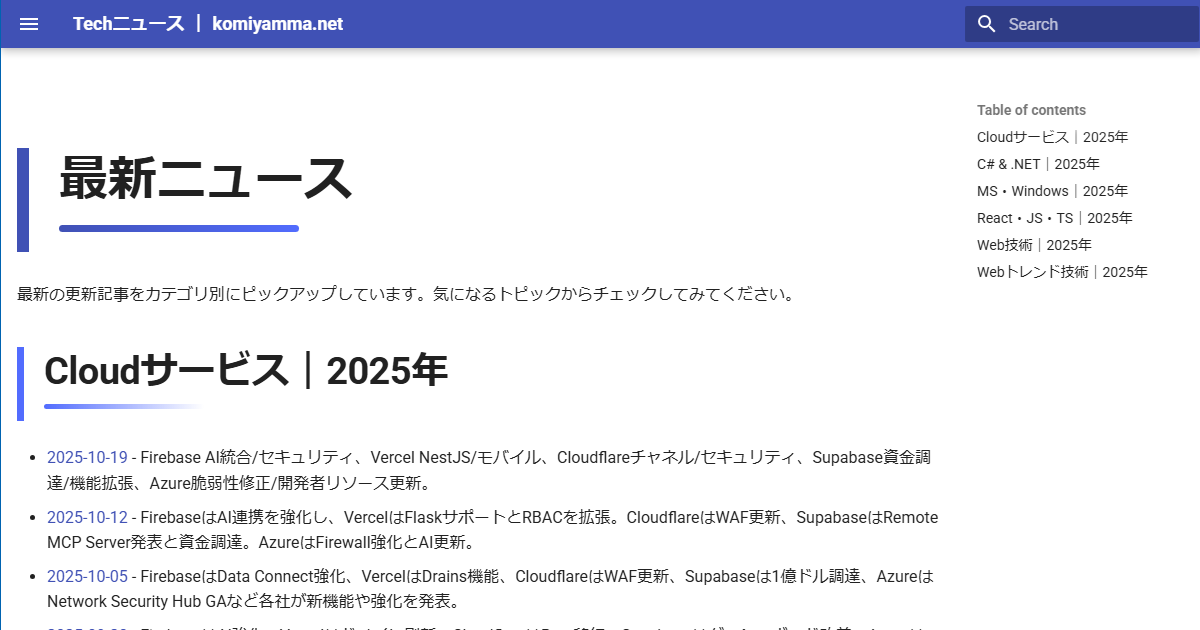 Techニュース | komiyamma.net
Search
Table of contents
Cloudサービス｜2025年
C# & .NET｜2025年
MS・Windows｜2025年
React・JS・TS｜2025年
Web技術｜2025年
Webトレンド技術｜2025年
最新ニュース
最新の更新記事をカテゴリ別にピックアップしています。気になるトピックからチェックしてみてください。
Cloudサービス｜2025年
2025-10-19 - Firebase AI統合/セキュリティ、Vercel NestJS/モバイル、Cloudflareチャネル/セキュリティ、Supabase資金調
達/機能拡張、Azure脆弱性修正/開発者リソース更新。
2025-10-12 - FirebaseはAI連携を強化し、VercelはFlaskサポートとRBACを拡張。CloudflareはWAF更新、SupabaseはRemote
MCP Server発表と資金調達。AzureはFirewall強化とAI更新。
2025-10-05 - FirebaseはData Connect強化、VercelはDrains機能、CloudflareはWAF更新、Supabaseは1億ドル調達、Azureは
Network Security Hub GAなど各社が新機能や強化を発表。